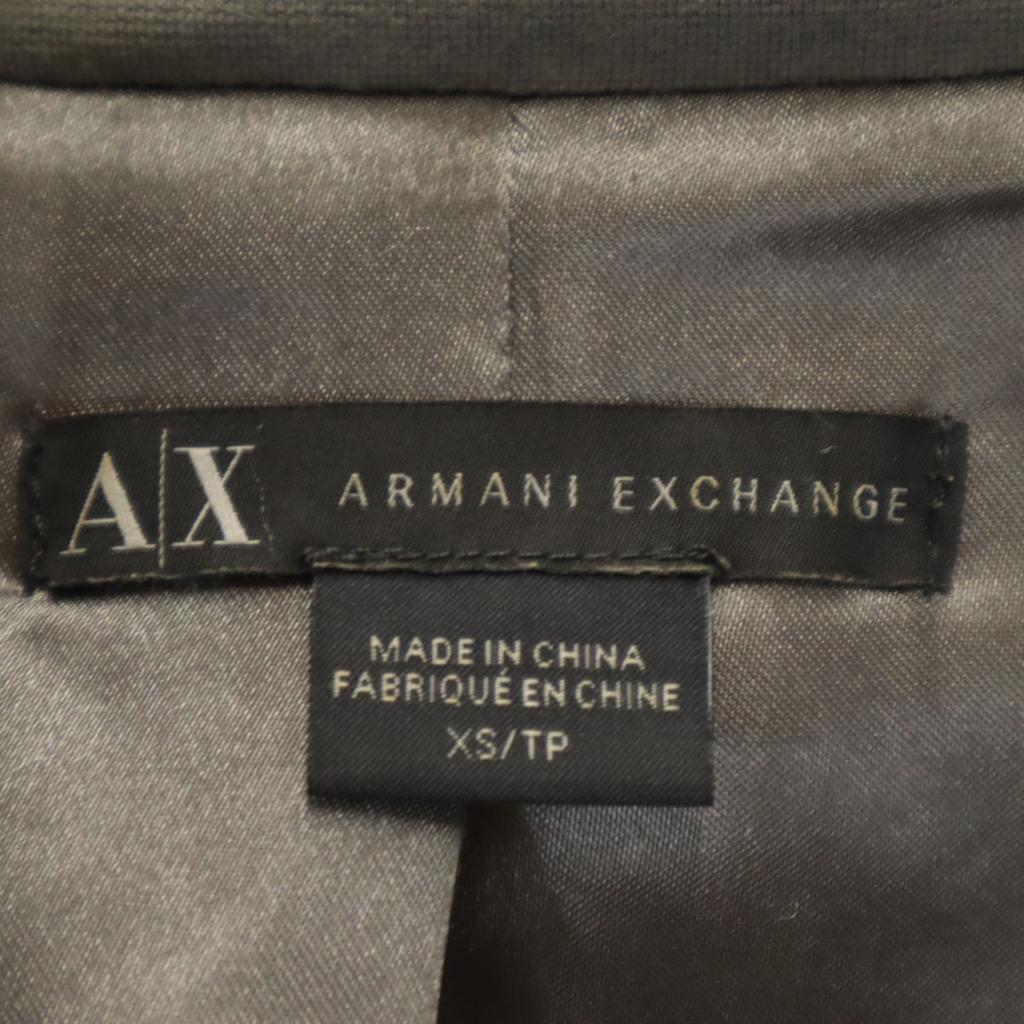 A|X ARMANI EXCHANGE
MADE IN CHINA
FABRIQUÉ EN CHINE
XS/TP